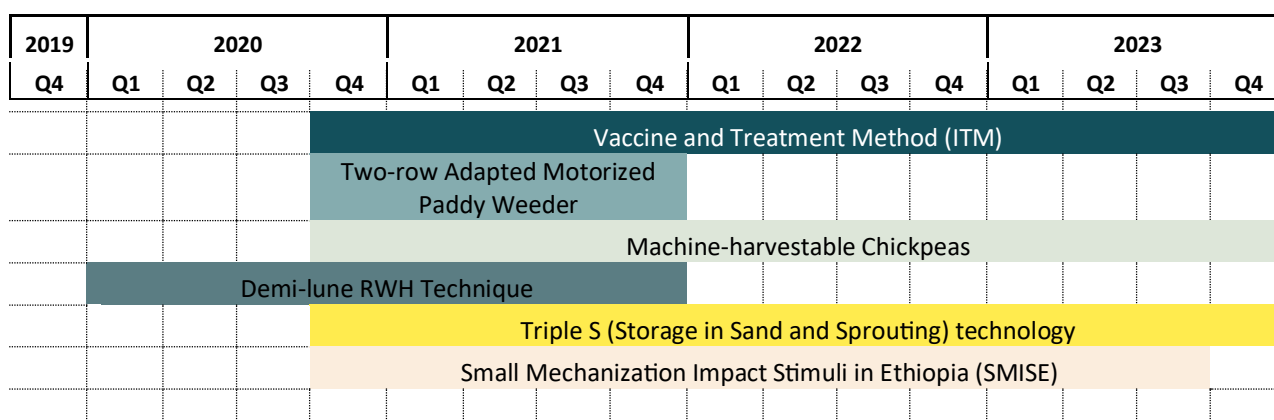 2019 2020 2021 2022 2023
Q4 Q1 Q2 Q3 Q4 Q1 Q2 Q3 Q4 Q1 Q2 Q3 Q4 Q1 Q2 Q3 Q4
Vaccine and Treatment Method (ITM)
Two-row Adapted Motorized
Paddy Weeder
Machine-harvestable Chickpeas
Demi-lune RWH Technique
Triple S (Storage in Sand and Sprouting) technology
Small Mechanization Impact Stimuli in Ethiopia (SMISE)